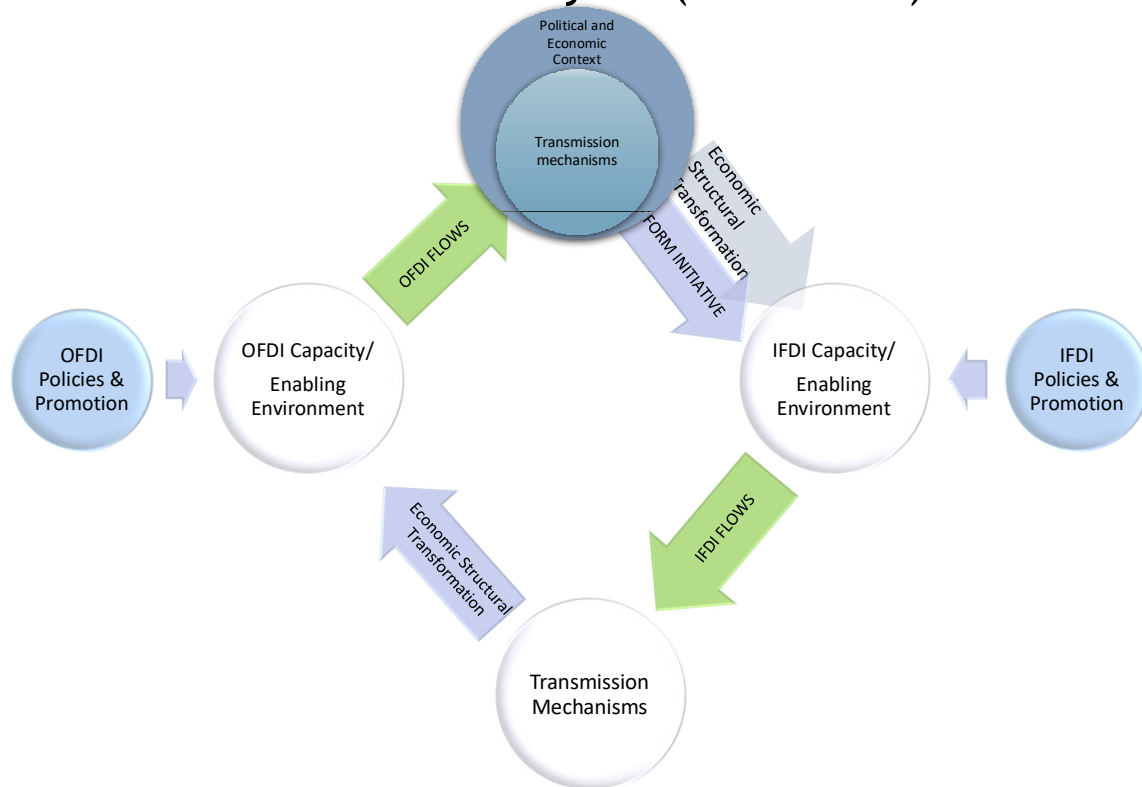 Political and
Economic
Context
Transmission
mechanisms
Economic
Structural
Transformation
FORM INITIATIVE
OFDI FLOWS
OFDI
Policies &
Promotion
OFDI Capacity/
Enabling
Environment
IFDI Capacity/
Enabling
Environment
IFDI
Policies &
Promotion
IFDI FLOWS
Economic Structural
Transformation
Transmission
Mechanisms